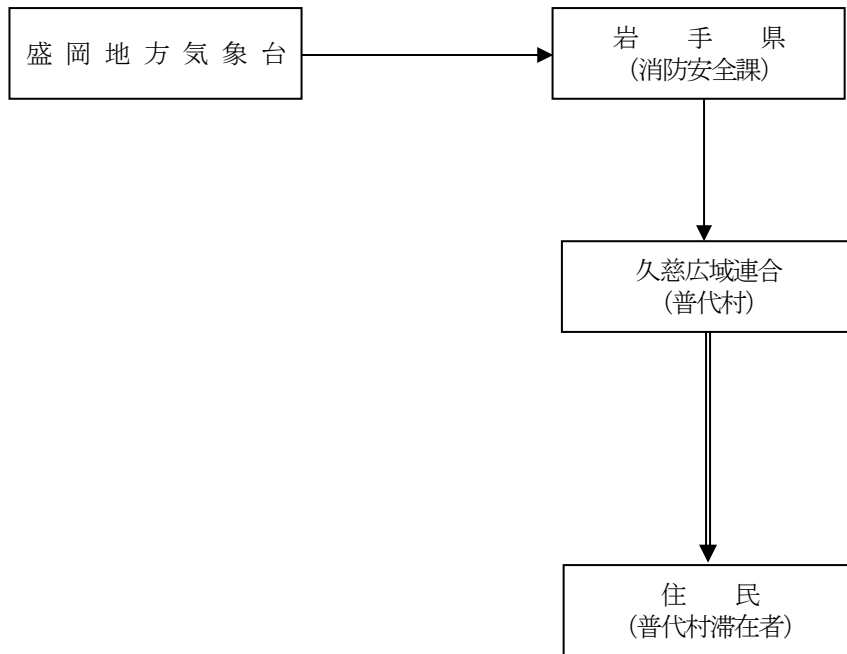 盛岡地方気象台
岩手県
（消防安全課）
久慈広域連合
（普代村）
住民
（普代村滞在者）